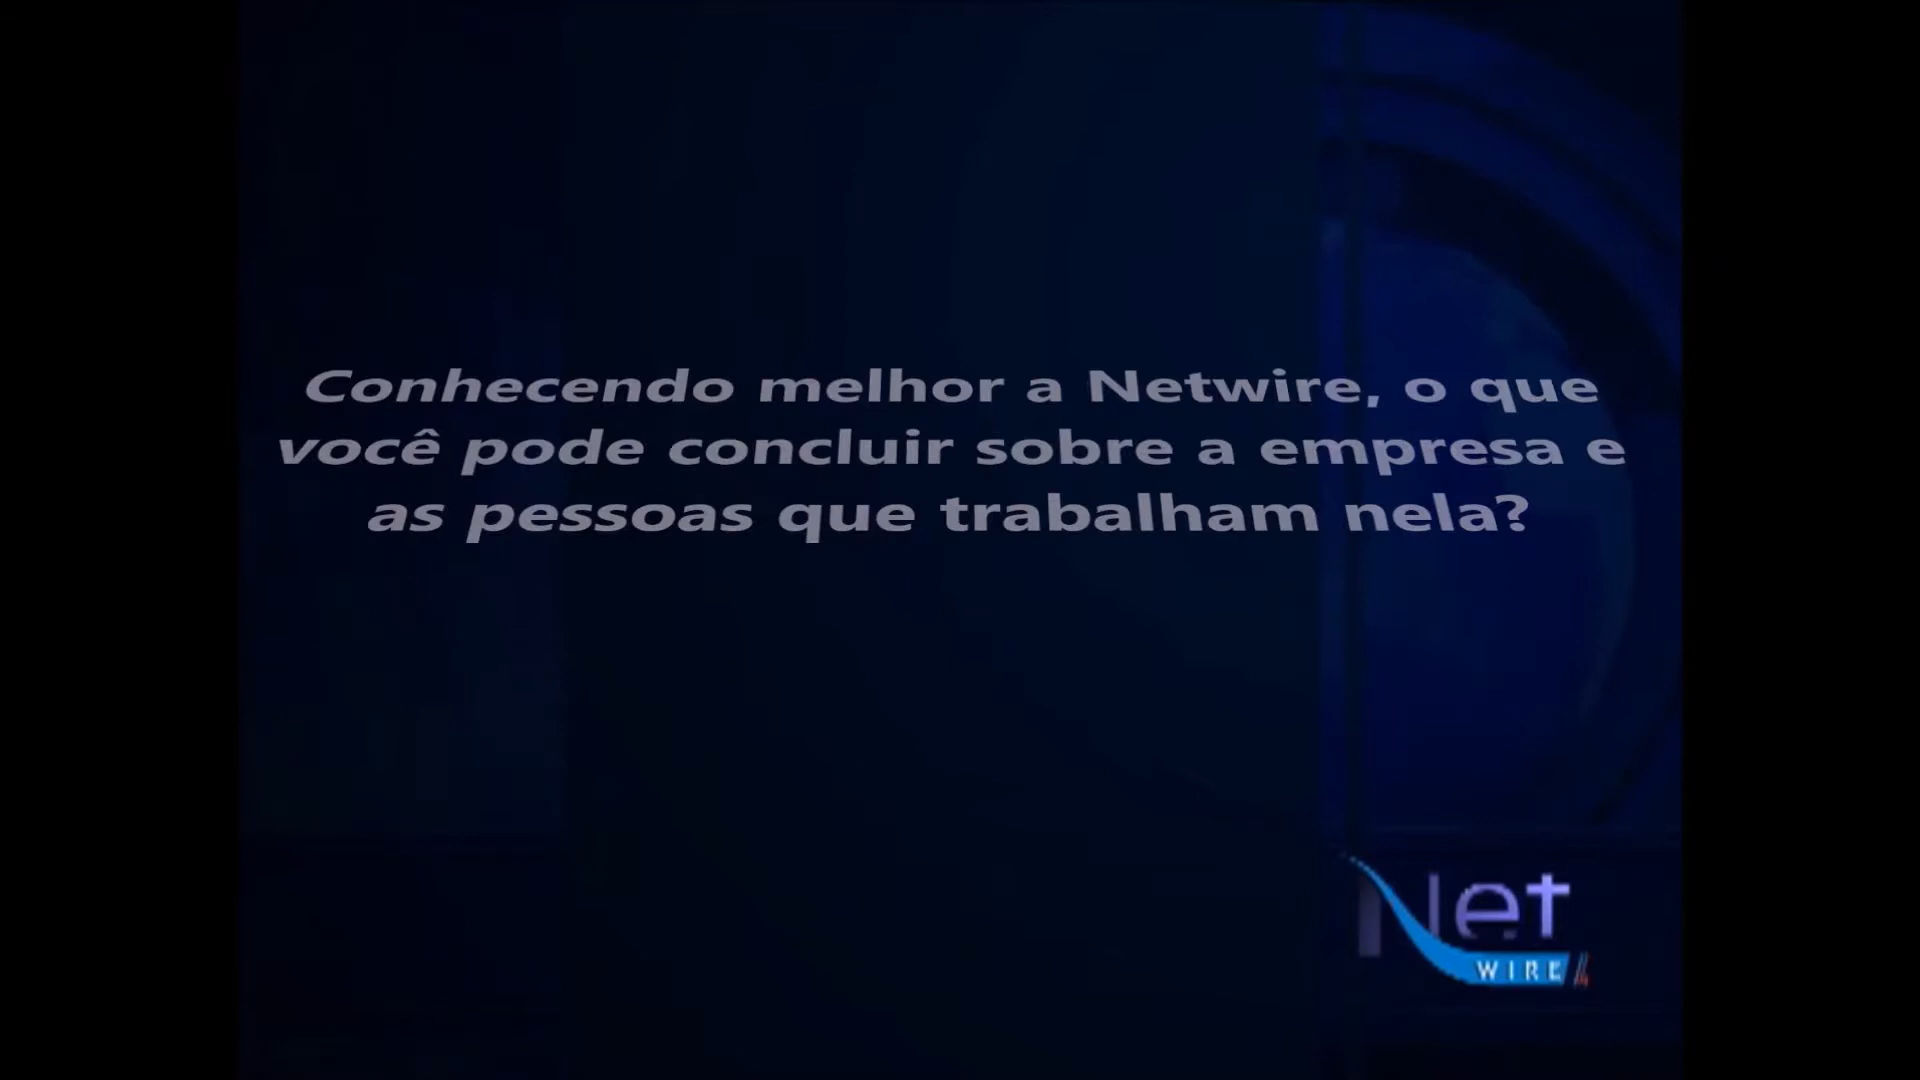 Conhecendo melhor a Netwire, o que
você pode concluir sobre a empresa e
as pessoas que trabalham nela?
Net
WIRE